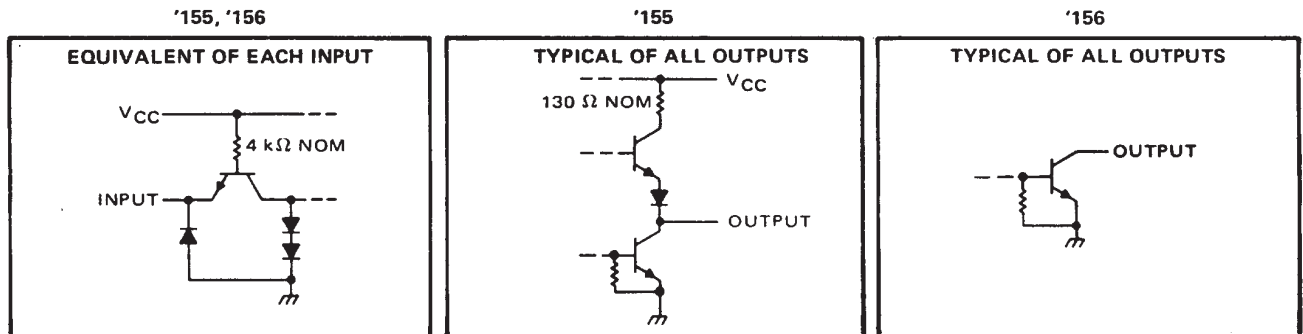 '155, '156
EQUIVALENT OF EACH INPUT
VCC
4 kΩ NOM
INPUT
'155
TYPICAL OF ALL OUTPUTS
VCC
130 Ω NOM
OUTPUT
'156
TYPICAL OF ALL OUTPUTS
OUTPUT